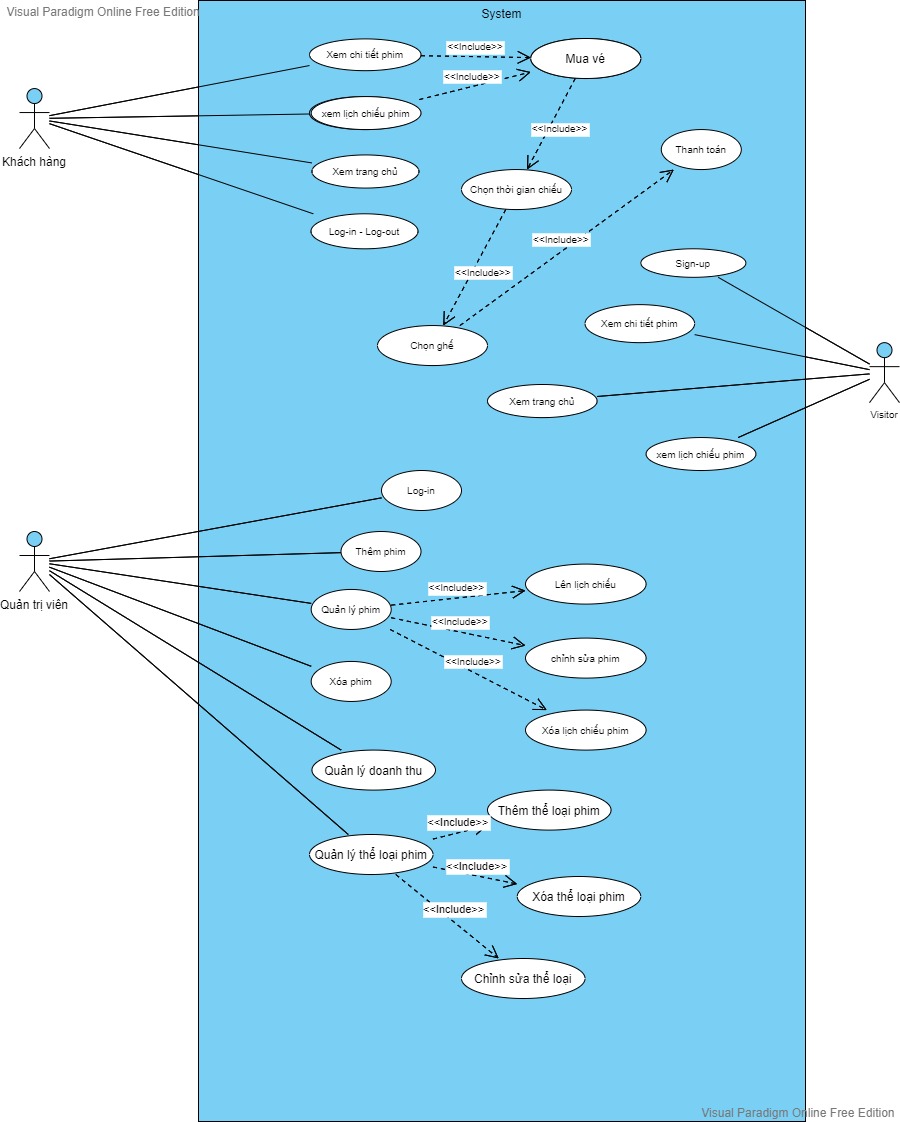 Visual Paradigm Online Free Edition
System
Xem chi tiết phim
<<Include>>
Mua vé
<<Include>>
xem lịch chiếu phim
<<Include>>
Khách hàng
Thanh toán
Xem trang chủ
Chọn thời gian chiếu
Log-in - Log-out
<<Include>>
Sign-up
<<Include>>
Xem chi tiết phim
Chọn ghế
Xem trang chủ
Visitor
xem lịch chiếu phim
Log-in
Thêm phim
Quản trị viên
Quản lý phim
<<Include>>
Lên lịch chiếu
<<Include>>
chỉnh sửa phim
<<Include>>
Xóa phim
Xóa lịch chiếu phim
Quản lý doanh thu
Thêm thể loại phim
<<Include>>
Quản lý thể loại phim
<<Include>>
Xóa thể loại phim
<<Include>>
Chỉnh sửa thể loại
Visual Paradigm Online Free Edition